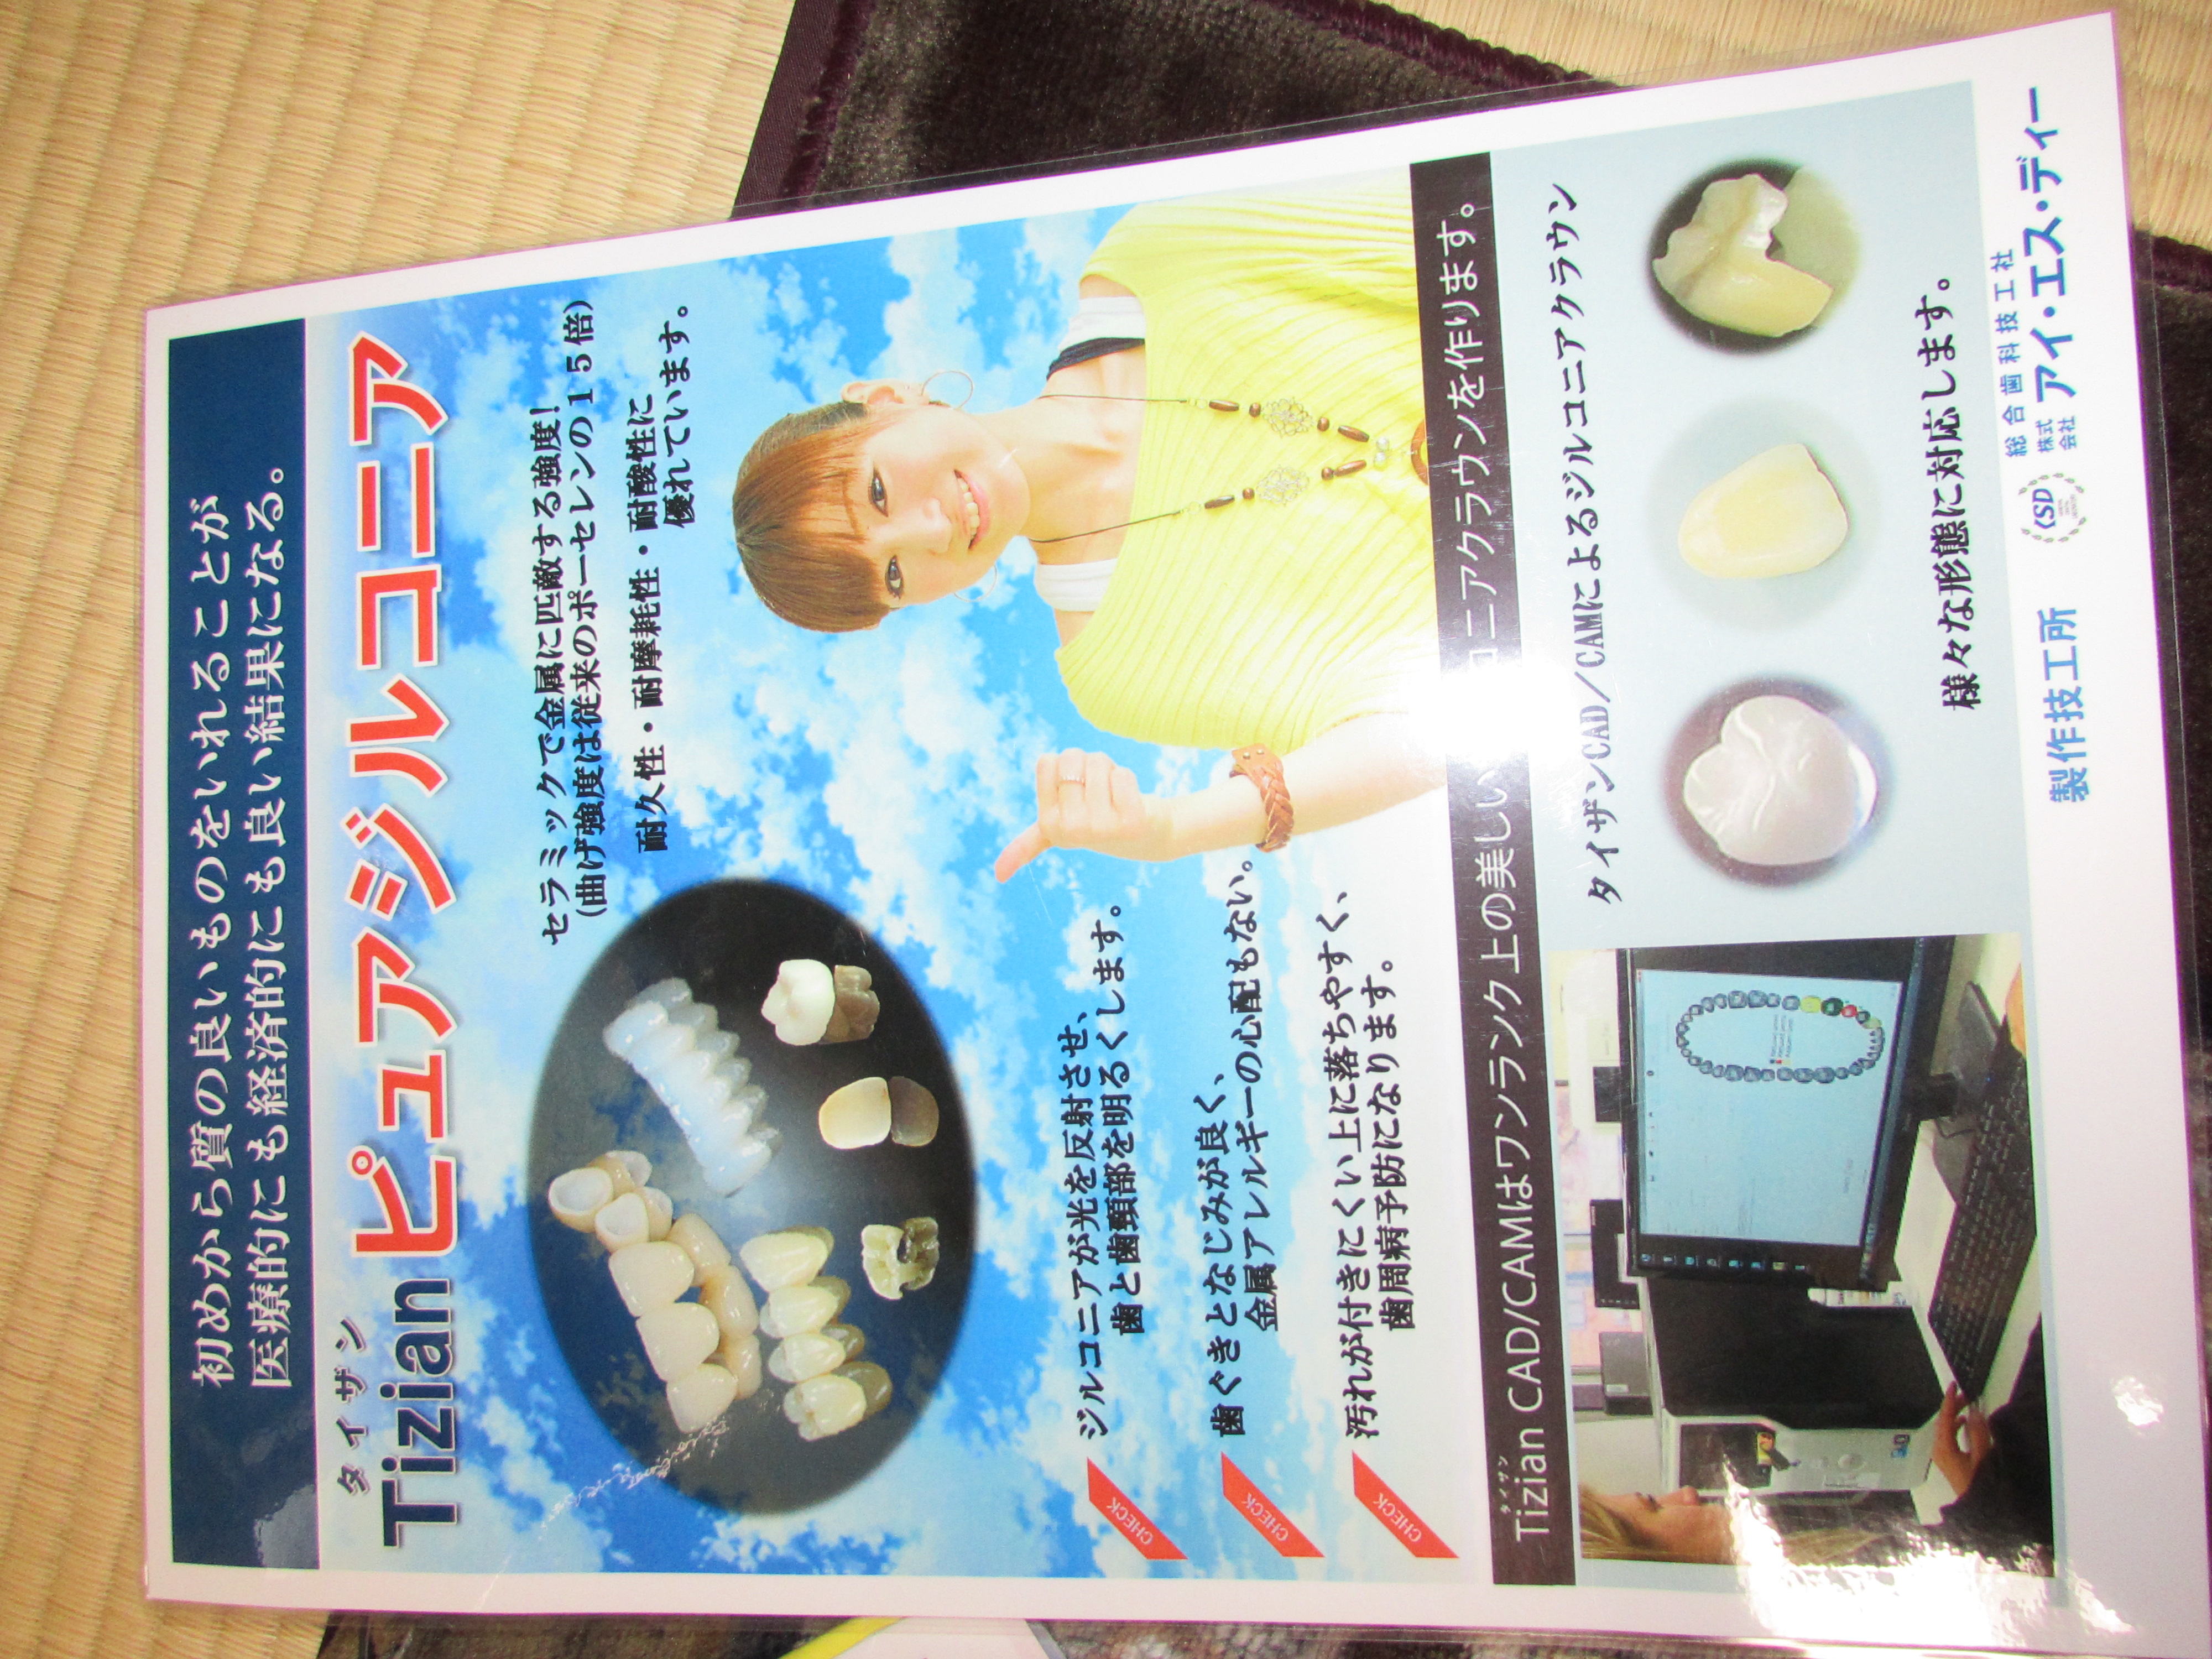 初めから質の良いものをいれることが
医療的にも経済的にも良い結果になる。
タイザン
Tizian ピュアジルコニア
セラミックで金属に匹敵する強度!
(曲げ強度は従来のポーセレンの15倍)
耐久性・耐摩耗性・耐酸性に
優れています。
CHECK
ジルコニアが光を反射させ、
歯と歯頸部を明るくします。
CHECK
歯ぐきとなじみが良く、
金属アレルギーの心配もない。
CHECK
汚れが付きにくい上に落ちやすく、
歯周病予防になります。
タイザン
Tizian CAD/CAMはワンランク上の美しい コニアクラウンを作ります。
タイザンCAD/CAMによるジルコニアクラウン
様々な形態に対応します。
製作技工所
ISD
総合歯科技工社
株式会社 アイ・エス・ディー